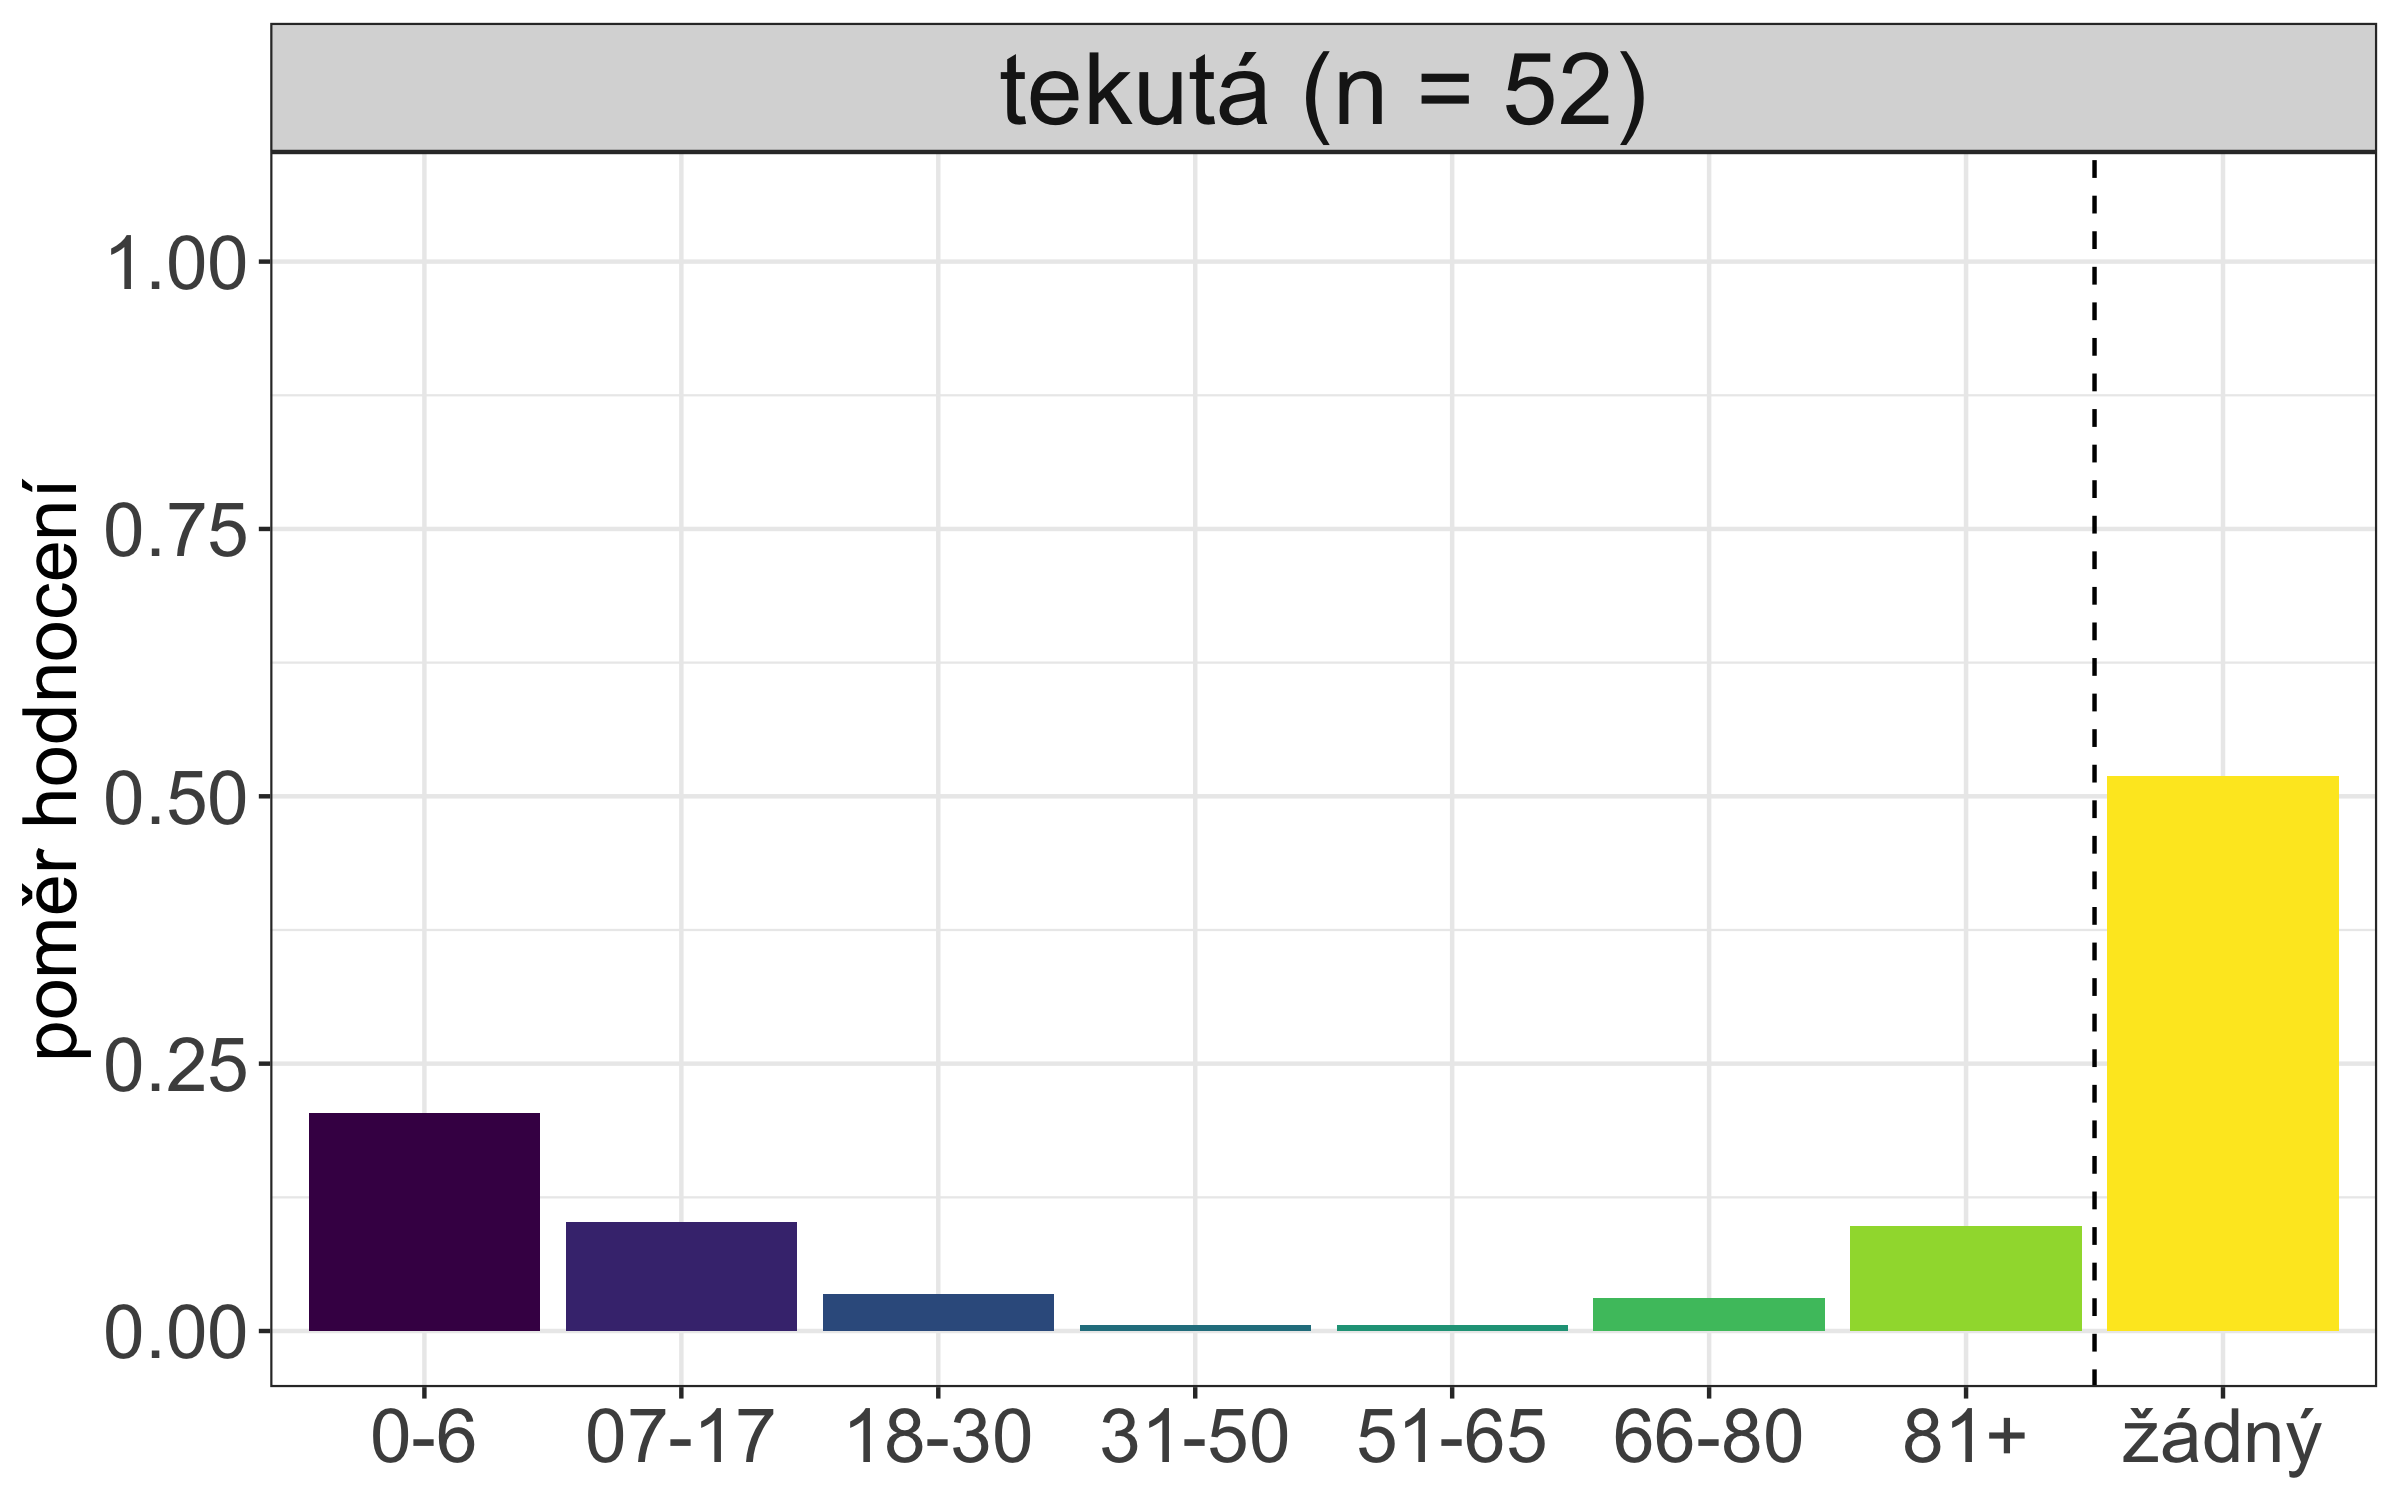 tekutá (n = 52)
poměr hodnocení
1.00
0.75
0.50
0.25
0.00
0-6 07-17 18-30 31-50 51-65 66-80 81+ žádný